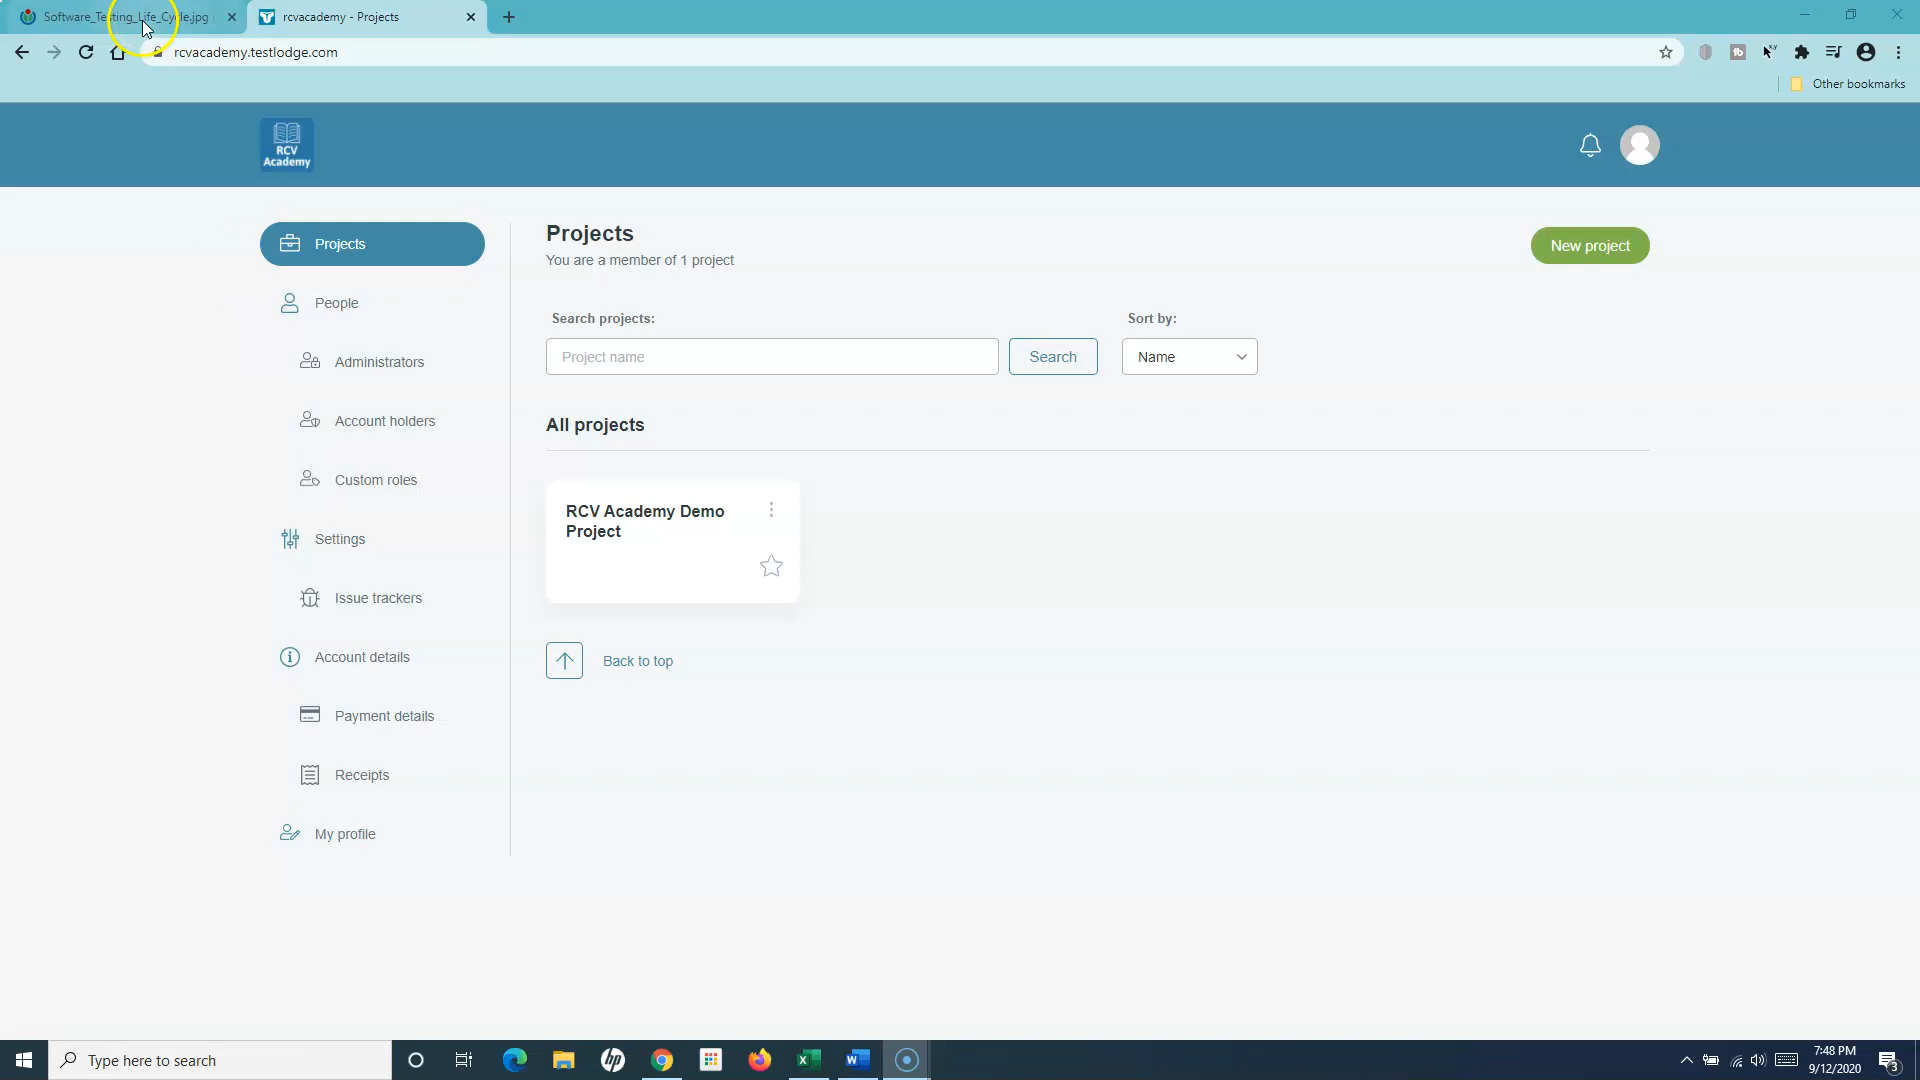 Software_Testing_Life_Cycle.jpg
rcvacademy - Projects
rcvacademy.testlodge.com
Other bookmarks
RCV
Academy
Projects
People
Administrators
Account holders
Custom roles
Settings
Issue trackers
Account details
Payment details
Receipts
My profile
Projects
You are a member of 1 project
New project
Search projects:
Sort by:
Project name
Search
Name
All projects
RCV Academy Demo
Project
Back to top
Type here to search
7:48 PM
9/12/2020
3